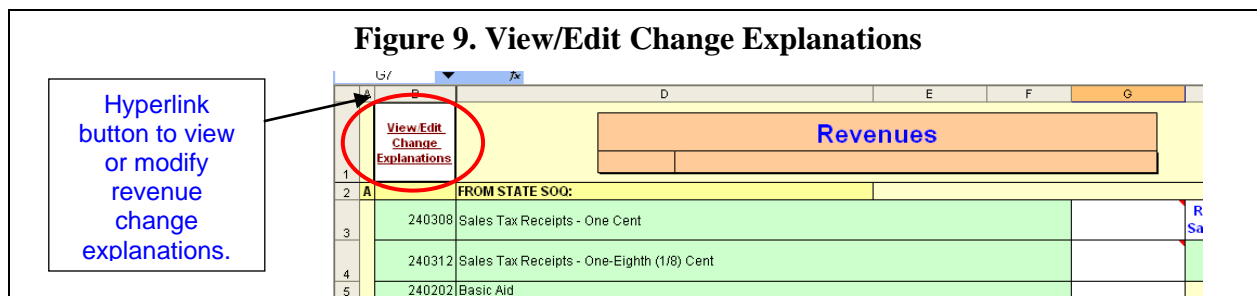 Figure 9. View/Edit Change Explanations
Hyperlink
button to view
or modify
revenue
change
explanations.
G7 fx
A B D E F G
View/Edit
Change
Explanations
Revenues
1
2 A FROM STATE SOQ:
3 240308 Sales Tax Receipts - One Cent
R
Sa
4 240312 Sales Tax Receipts - One-Eighth (1/8) Cent
5 240202 Basic Aid